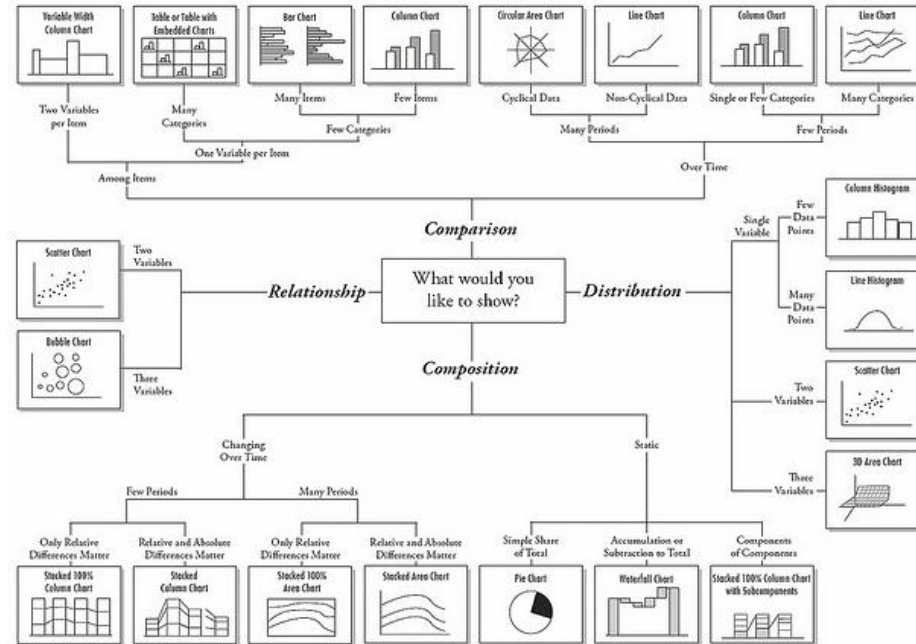 Variable Width
Column Chart
Table or Table with
Embedded Charts
Bar Chart
Column Chart
Circular Area Chart
Line Chart
Column Chart
Line Chart
Two Variables
per Item
Many
Categories
Many Items
Few Items
Cyclical Data
Non-Cyclical Data
Single or Few Categories
Many Categories
Few Categories
Many Periods
Few Periods
One Variable per Item
Among Items
Over Time
Comparison
What would you
like to show?
Relationship
Two
Variables
Scatter Chart
Three
Variables
Bubble Chart
Distribution
Single
Variable
Few
Data
Points
Column Histogram
Many
Data
Points
Line Histogram
Two
Variables
Scatter Chart
Three
Variables
3D Area Chart
Composition
Changing
Over Time
Static
Few Periods
Many Periods
Only Relative
Differences Matter
Relative and Absolute
Differences Matter
Only Relative
Differences Matter
Relative and Absolute
Differences Matter
Simple Share
of Total
Accumulation or
Subtraction to Total
Components
of Components
Stacked 100%
Column Chart
Stacked
Column Chart
Stacked 100%
Area Chart
Stacked Area Chart
Pie Chart
Waterfall Chart
Stacked 100% Column Chart
with Subcomponents